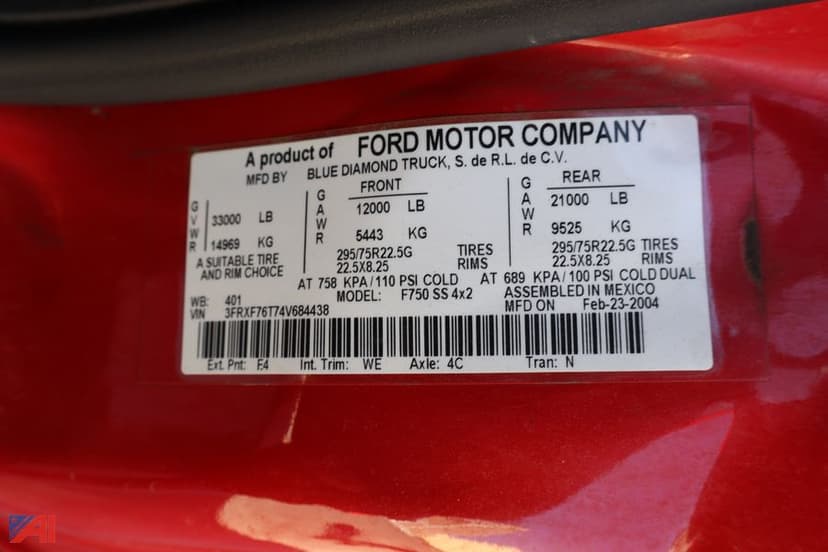 A product of FORD MOTOR COMPANY
MFD BY BLUE DIAMOND TRUCK, S. de R.L. de C.V.
GVWR 33000 LB
14969 KG
FRONT
GAWR 12000 LB
5443 KG
REAR
GAWR 21000 LB
9525 KG
A SUITABLE TIRE
AND RIM CHOICE
295/75R22.5G TIRES
22.5X8.25 RIMS
295/75R22.5G TIRES
22.5X8.25 RIMS
AT 758 KPA/110 PSI COLD AT 689 KPA/100 PSI COLD DUAL
WB: 401 MODEL: F750 SS 4x2 ASSEMBLED IN MEXICO
VIN 3FRXF76T74V684438 MFD ON Feb-23-2004
Ext. Pnt: F4 Int. Trim: WE Axle: 4C Tran: N
AI